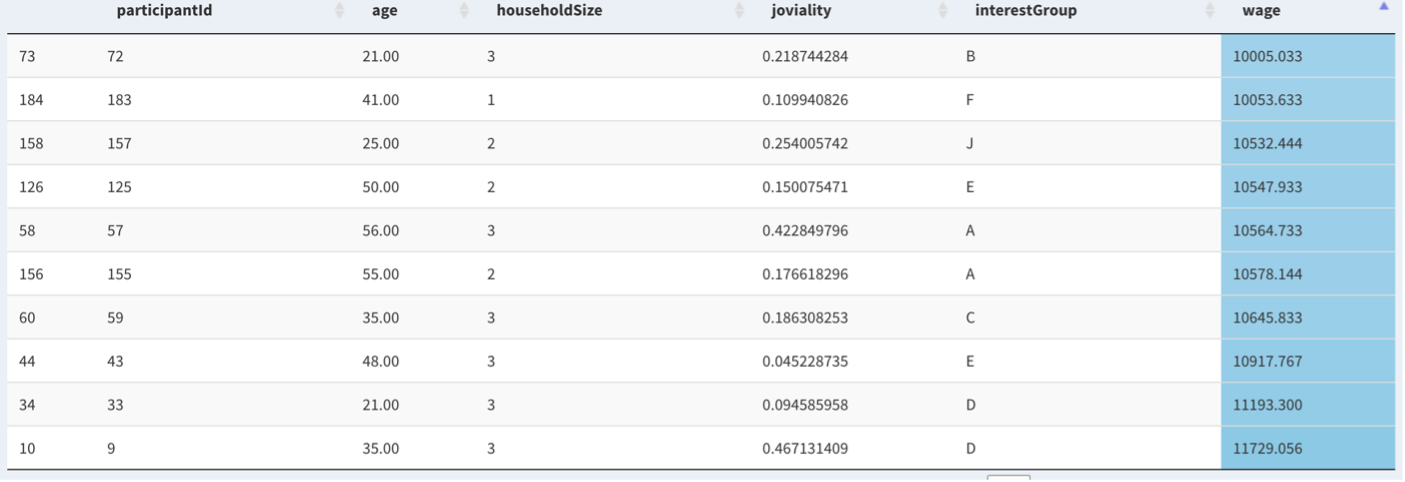 participantId age householdSize joviality interestGroup wage
73 72 21.00 3 0.218744284 B 10005.033
184 183 41.00 1 0.109940826 F 10053.633
158 157 25.00 2 0.254005742 J 10532.444
126 125 50.00 2 0.150075471 E 10547.933
58 57 56.00 3 0.422849796 A 10564.733
156 155 55.00 2 0.176618296 A 10578.144
60 59 35.00 3 0.186308253 C 10645.833
44 43 48.00 3 0.045228735 E 10917.767
34 33 21.00 3 0.094585958 D 11193.300
10 9 35.00 3 0.467131409 D 11729.056